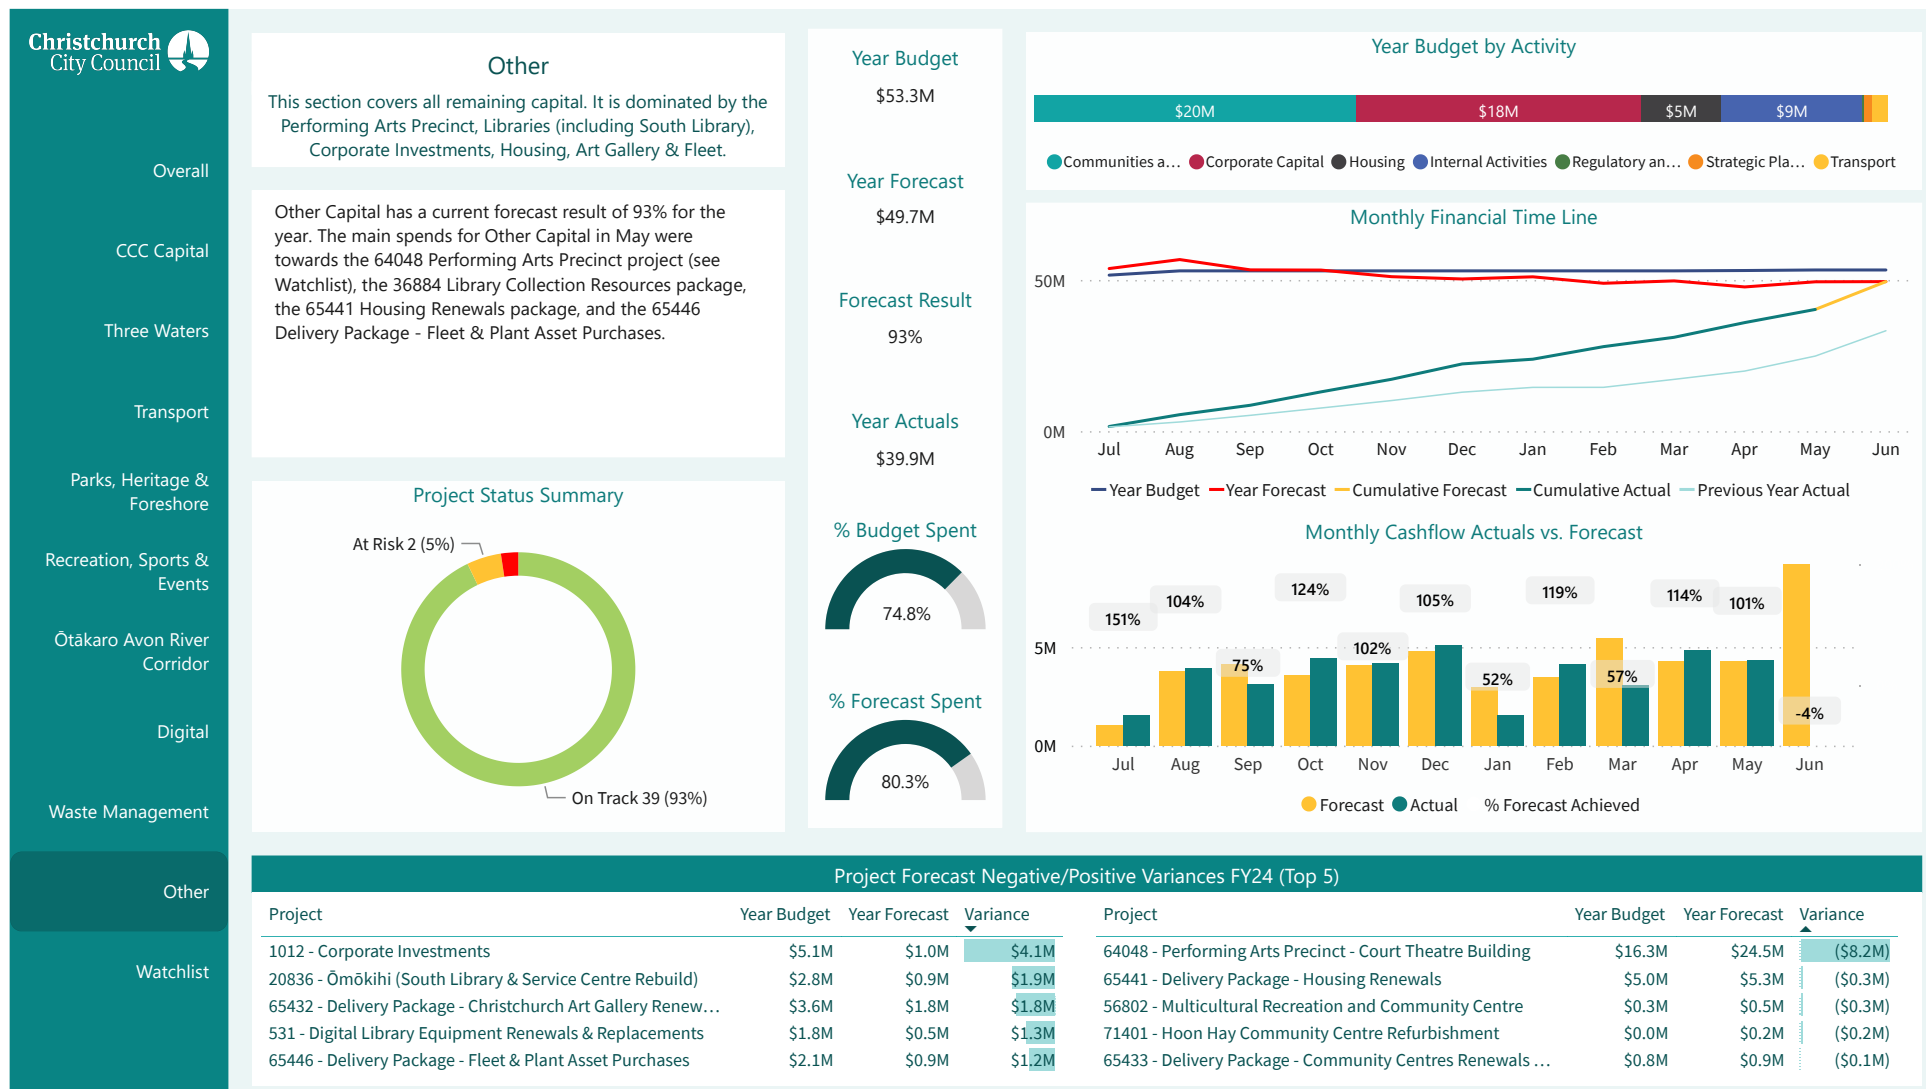 Christchurch
City Council
Overall
CCC Capital
Three Waters
Transport
Parks, Heritage &
Foreshore
Recreation, Sports &
Events
Ōtākaro Avon River
Corridor
Digital
Waste Management
Other
Watchlist
Other
This section covers all remaining capital. It is dominated by the
Performing Arts Precinct, Libraries (including South Library),
Corporate Investments, Housing, Art Gallery & Fleet.
Other Capital has a current forecast result of 93% for the
year. The main spends for Other Capital in May were
towards the 64048 Performing Arts Precinct project (see
Watchlist), the 36884 Library Collection Resources package,
the 65441 Housing Renewals package, and the 65446
Delivery Package - Fleet & Plant Asset Purchases.
Project Status Summary
At Risk 2 (5%)
On Track 39 (93%)
Year Budget
$53.3M
Year Forecast
$49.7M
Forecast Result
93%
Year Actuals
$39.9M
% Budget Spent
74.8%
% Forecast Spent
80.3%
Year Budget by Activity
$20M $18M $5M $9M
Communities a… Corporate Capital Housing Internal Activities Regulatory an… Strategic Pla… Transport
Monthly Financial Time Line
50M
0M
Jul Aug Sep Oct Nov Dec Jan Feb Mar Apr May Jun
Year Budget Year Forecast Cumulative Forecast Cumulative Actual Previous Year Actual
Monthly Cashflow Actuals vs. Forecast
151% 104% 75% 124% 102% 105% 52% 119% 57% 114% 101% -4%
5M
0M
Jul Aug Sep Oct Nov Dec Jan Feb Mar Apr May Jun
Forecast Actual % Forecast Achieved
Project Forecast Negative/Positive Variances FY24 (Top 5)
Project Year Budget Year Forecast Variance
1012 - Corporate Investments $5.1M $1.0M $4.1M
20836 - Ōmōkihi (South Library & Service Centre Rebuild) $2.8M $0.9M $1.9M
65432 - Delivery Package - Christchurch Art Gallery Renew… $3.6M $1.8M $1.8M
531 - Digital Library Equipment Renewals & Replacements $1.8M $0.5M $1.3M
65446 - Delivery Package - Fleet & Plant Asset Purchases $2.1M $0.9M $1.2M
Project Year Budget Year Forecast Variance
64048 - Performing Arts Precinct - Court Theatre Building $16.3M $24.5M ($8.2M)
65441 - Delivery Package - Housing Renewals $5.0M $5.3M ($0.3M)
56802 - Multicultural Recreation and Community Centre $0.3M $0.5M ($0.3M)
71401 - Hoon Hay Community Centre Refurbishment $0.0M $0.2M ($0.2M)
65433 - Delivery Package - Community Centres Renewals … $0.8M $0.9M ($0.1M)